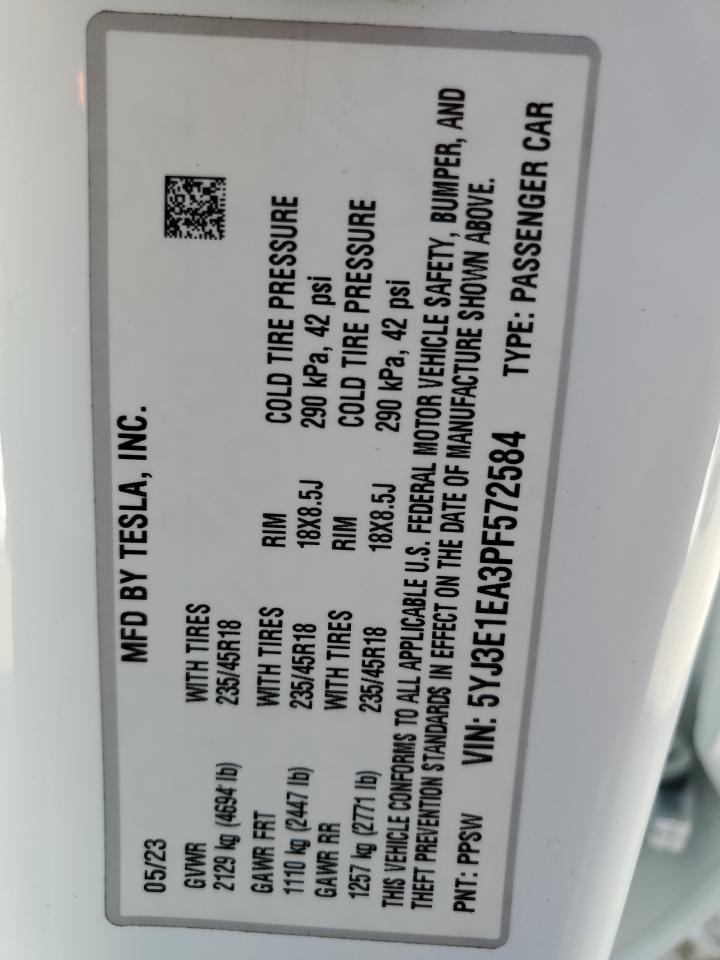 05/23 MFD BY TESLA, INC.
GVWR WITH TIRES
2129 kg (4694 lb) 235/45R18
GAWR FRT WITH TIRES RIM COLD TIRE PRESSURE
1110 kg (2447 lb) 235/45R18 18X8.5J 290 kPa, 42 psi
GAWR RR WITH TIRES RIM COLD TIRE PRESSURE
1257 kg (2771 lb) 235/45R18 18X8.5J 290 kPa, 42 psi
THIS VEHICLE CONFORMS TO ALL APPLICABLE U.S. FEDERAL MOTOR VEHICLE SAFETY, BUMPER, AND
THEFT PREVENTION STANDARDS IN EFFECT ON THE DATE OF MANUFACTURE SHOWN ABOVE.
PNT: PPSW VIN: 5YJ3E1EA3PF572584 TYPE: PASSENGER CAR